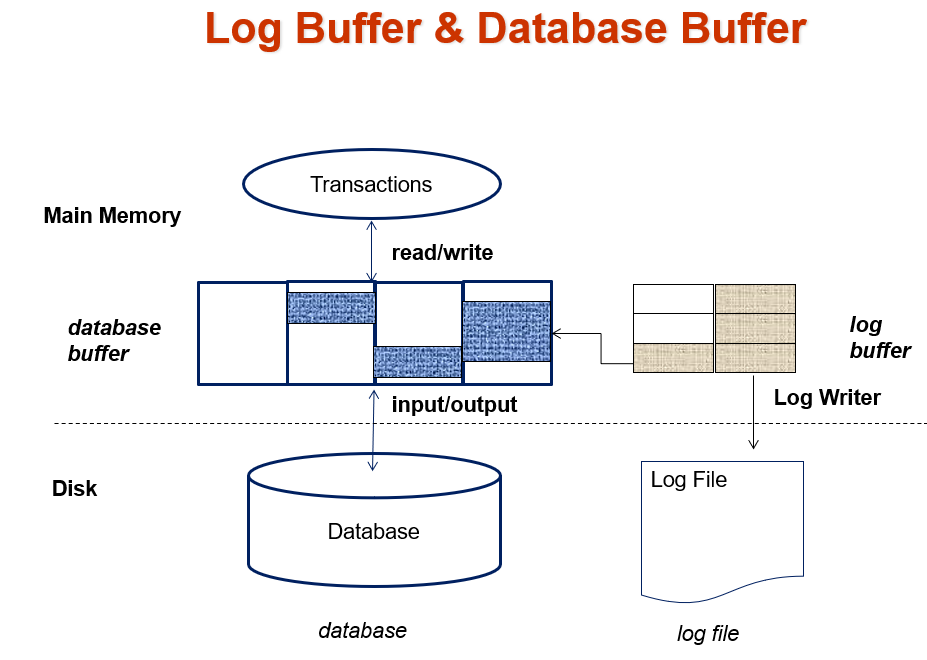 Log Buffer & Database Buffer
Transactions
Main Memory
read/write
database
buffer
log
buffer
input/output
Log Writer
Disk
Log File
Database
database
log file